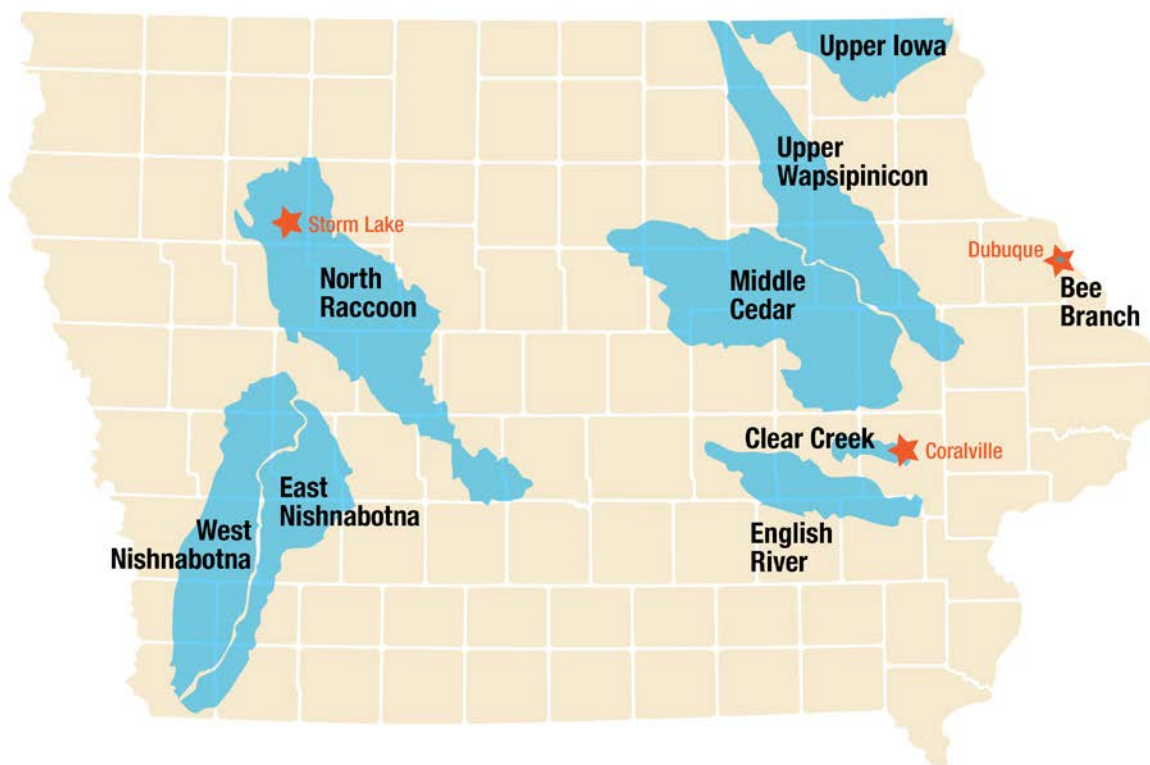 Upper Iowa
Upper
Wapsipinicon
Storm Lake
Dubuque
North
Raccoon
Middle
Cedar
Bee
Branch
Clear Creek
Coralville
East
Nishnabotna
West
Nishnabotna
English
River